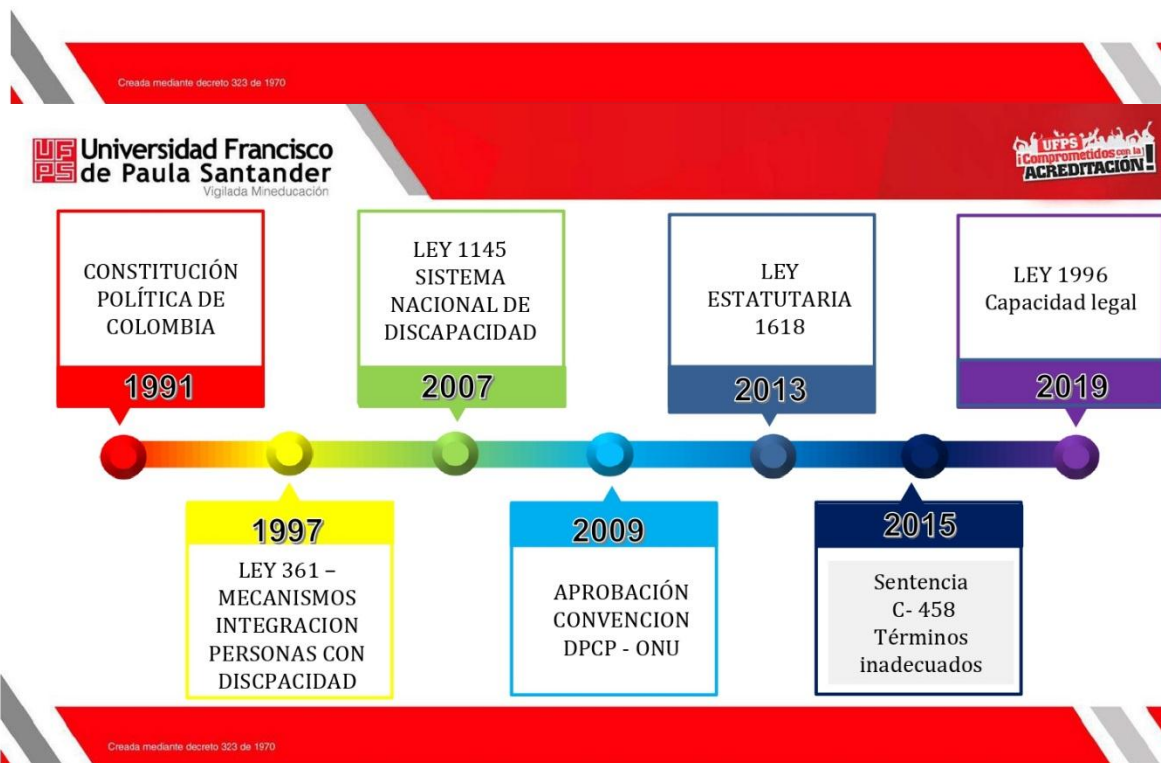 Creada mediante decreto 323 de 1970
UFPS
Universidad Francisco
de Paula Santander
Vigilada Mineducación
UFPS
¡Comprometidos con la
ACREDITACIÓN!
CONSTITUCIÓN
POLÍTICA DE
COLOMBIA
1991
LEY 1145
SISTEMA
NACIONAL DE
DISCAPACIDAD
2007
LEY
ESTATUTARIA
1618
2013
LEY 1996
Capacidad legal
2019
1997
LEY 361 –
MECANISMOS
INTEGRACION
PERSONAS CON
DISCPACIDAD
2009
APROBACIÓN
CONVENCION
DPCP - ONU
2015
Sentencia
C- 458
Términos
inadecuados
Creada mediante decreto 323 de 1970